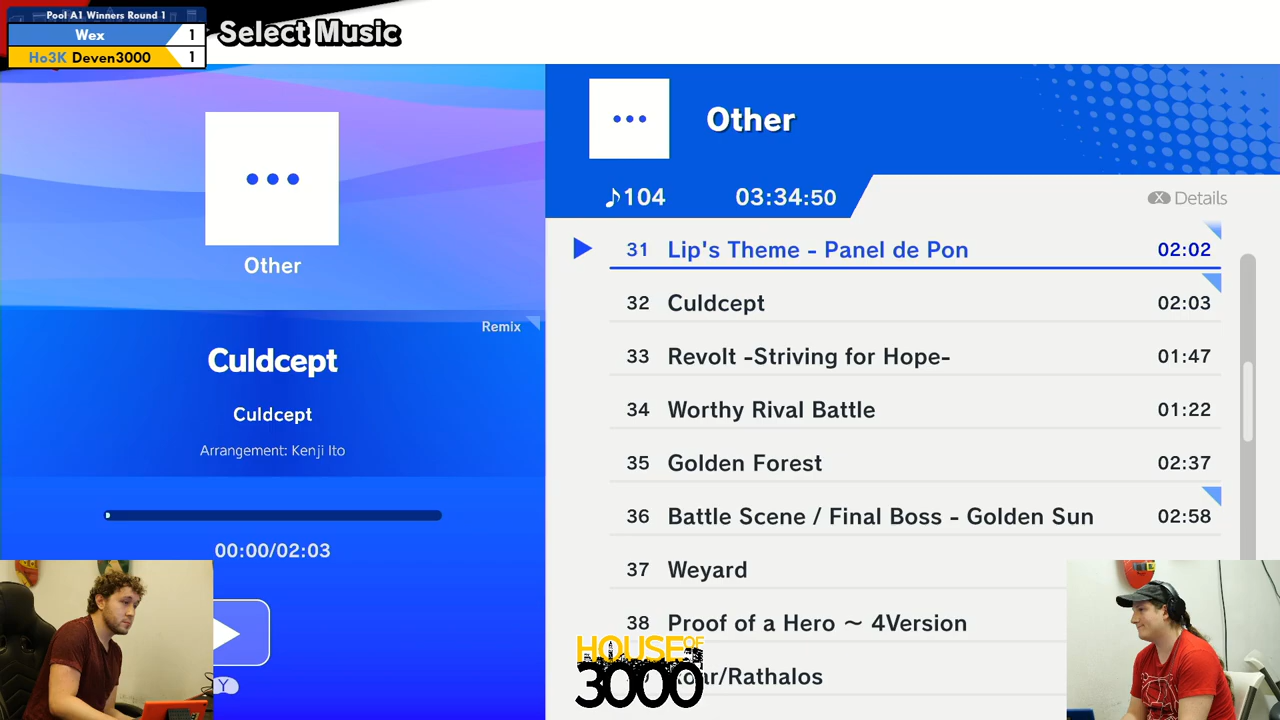 Pool A1 Winners Round 1
Wex 1
Ho3K Deven3000 1
Select Music
Other
Remix
Culdcept
Culdcept
Arrangement: Kenji Ito
00:00/02:03
Y
Other
♪104 03:34:50
X Details
31 Lip's Theme - Panel de Pon 02:02
32 Culdcept 02:03
33 Revolt -Striving for Hope- 01:47
34 Worthy Rival Battle 01:22
35 Golden Forest 02:37
36 Battle Scene / Final Boss - Golden Sun 02:58
37 Weyard
38 Proof of a Hero ～ 4Version
/Rathalos
HOUSE OF
3000